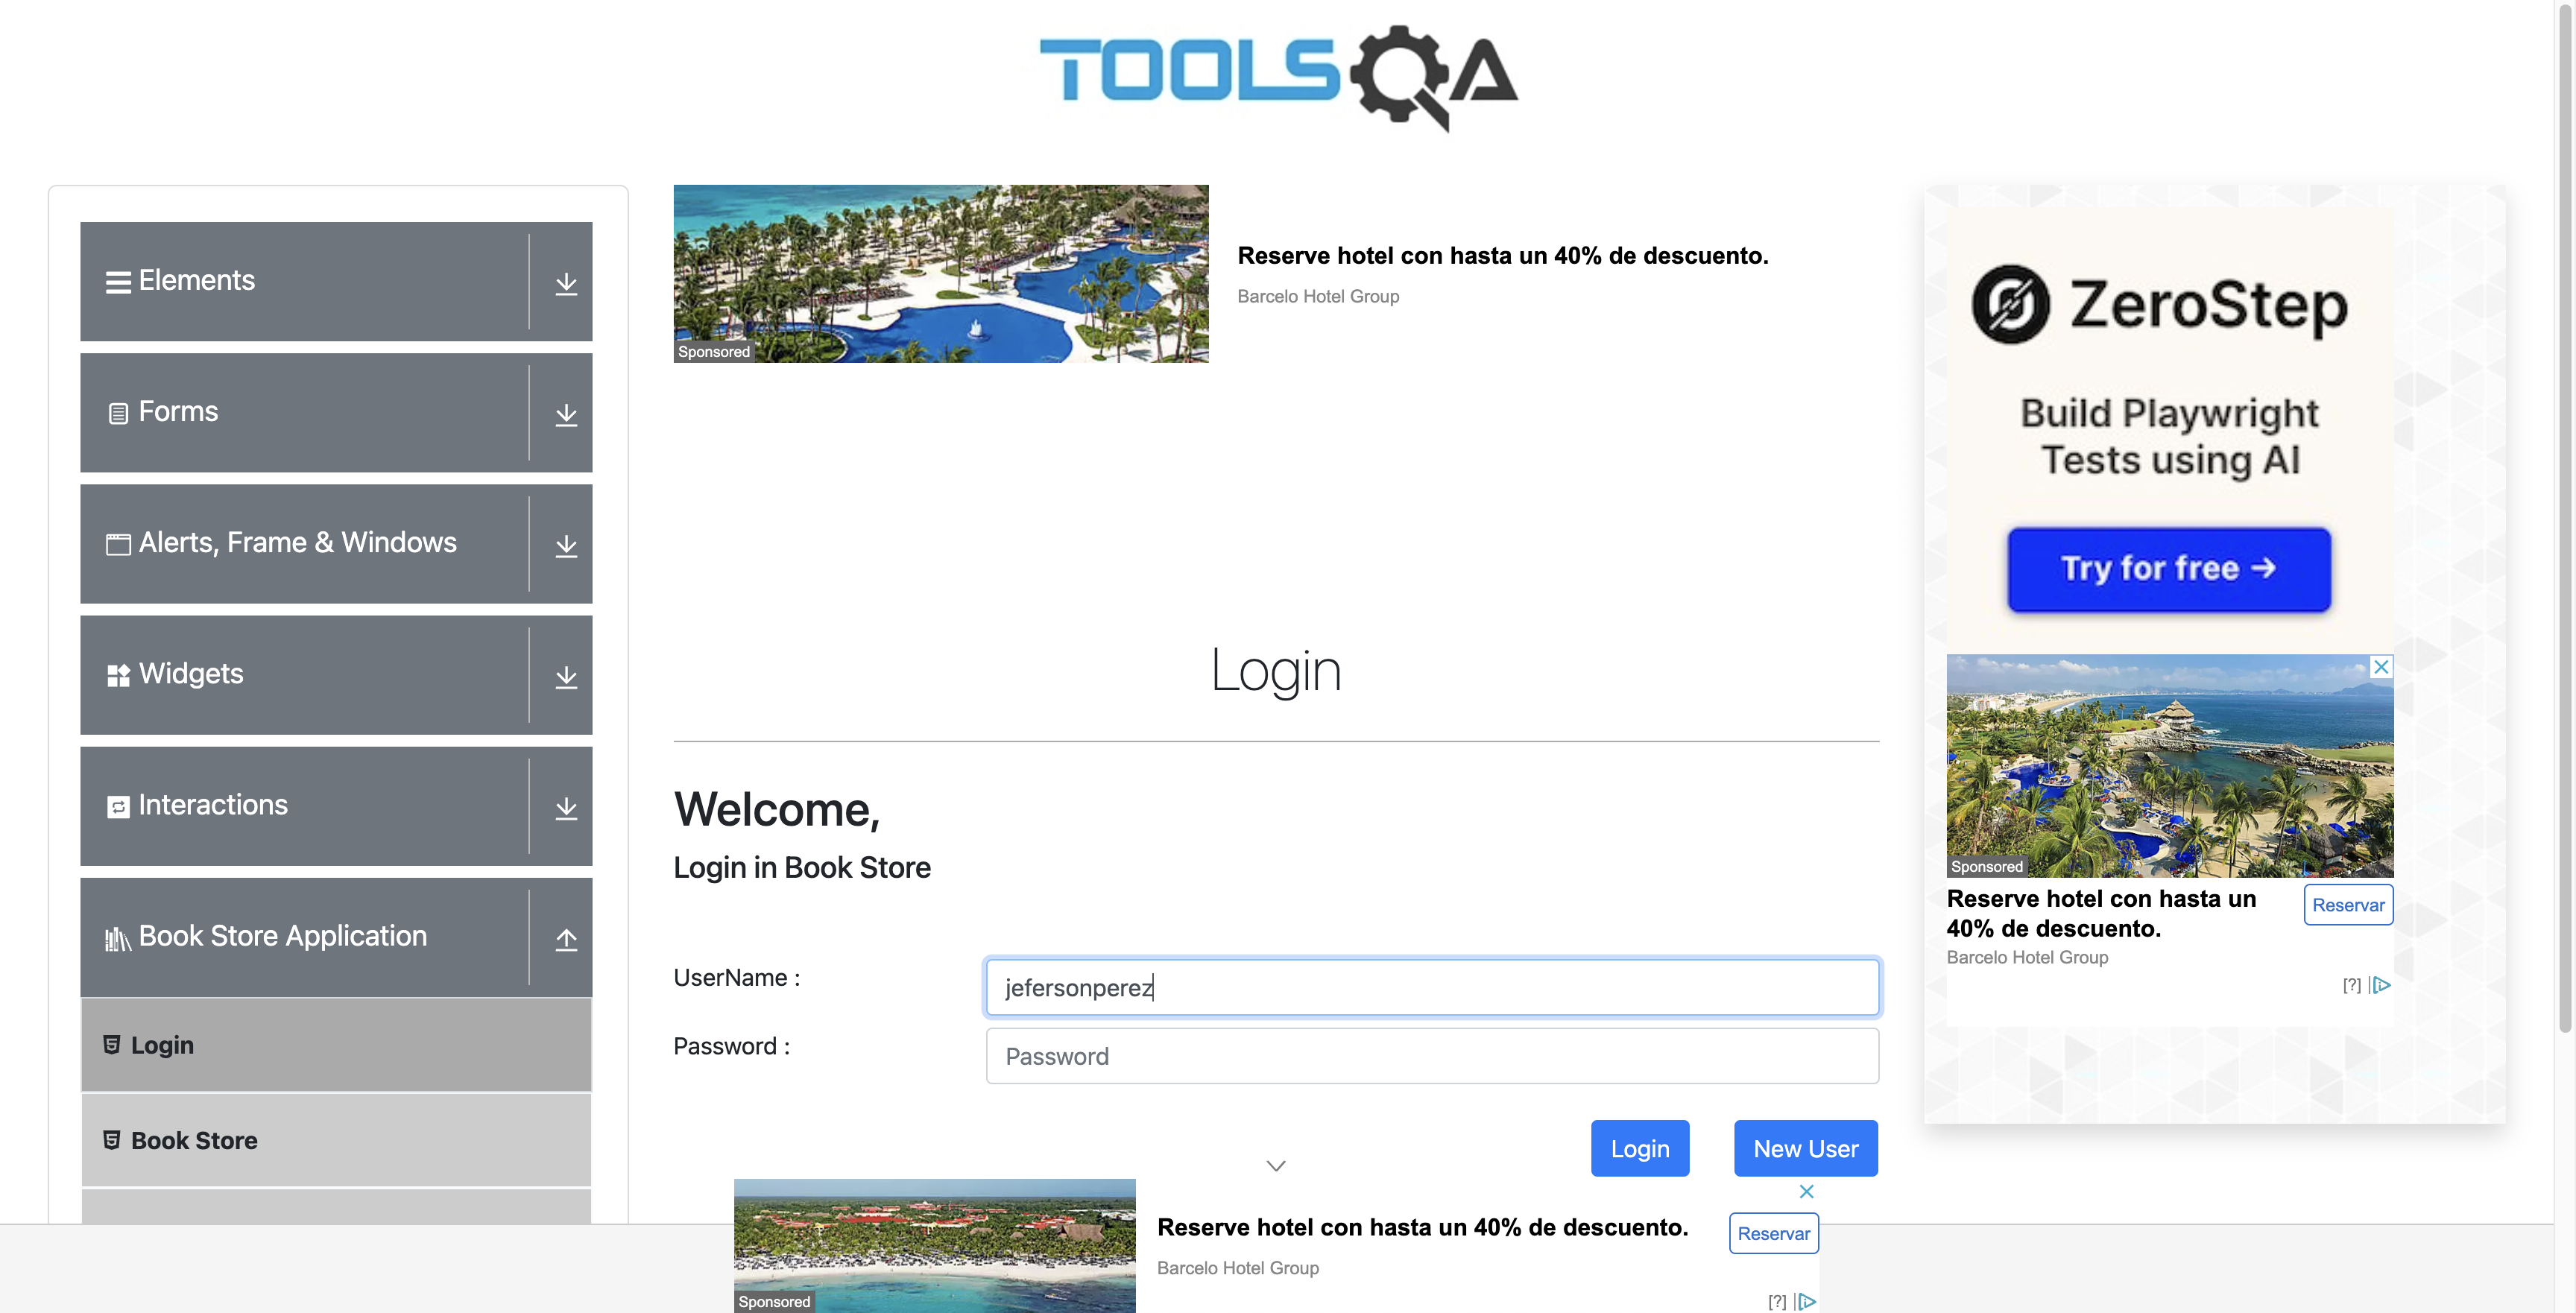 TOOLSQA
Elements
Forms
Alerts, Frame & Windows
Widgets
Interactions
Book Store Application
Login
Book Store
Sponsored
Reserve hotel con hasta un 40% de descuento.
Barcelo Hotel Group
Login
Welcome,
Login in Book Store
UserName :
jefersonperez
Password :
Password
Login
New User
Sponsored
Reserve hotel con hasta un 40% de descuento.
Barcelo Hotel Group
Reservar
[?]
ZeroStep
Build Playwright
Tests using AI
Try for free →
Sponsored
Reserve hotel con hasta un
40% de descuento.
Barcelo Hotel Group
Reservar
[?]